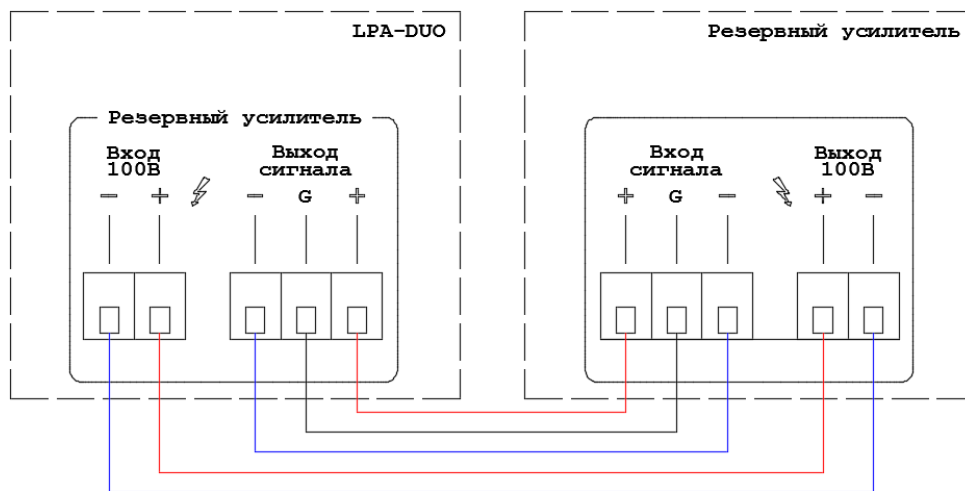 LPA-DUO
Резервный усилитель
Вход
100В
− +
Выход
сигнала
− G +
Резервный усилитель
Вход
сигнала
+ G −
Выход
100В
+ −